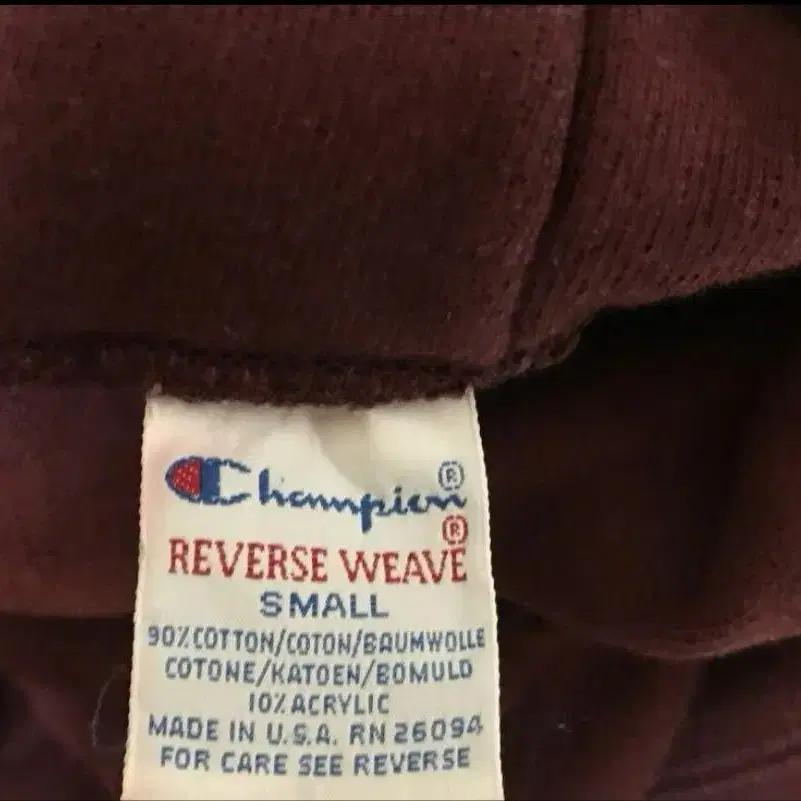 Champion®
REVERSE WEAVE®
SMALL
90% COTTON/COTON/BAUMWOLLE
COTONE/KATOEN/BOMULD
10% ACRYLIC
MADE IN U.S.A. RN 26094
FOR CARE SEE REVERSE